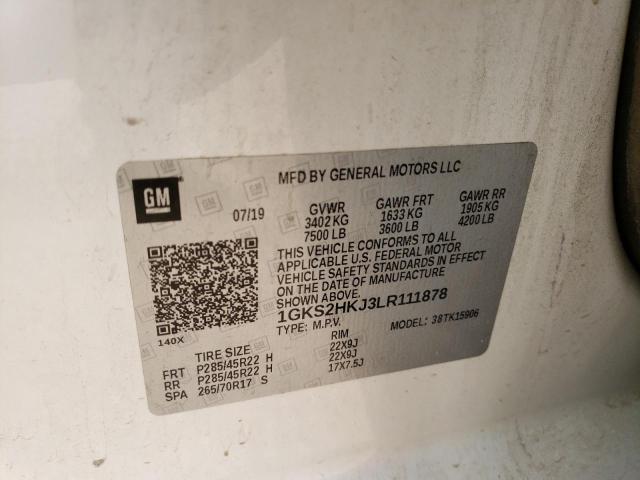 GM
MFD BY GENERAL MOTORS LLC
07/19
GVWR GAWR FRT GAWR RR
3402 KG 1633 KG 1905 KG
7500 LB 3600 LB 4200 LB
THIS VEHICLE CONFORMS TO ALL
APPLICABLE U.S. FEDERAL MOTOR
VEHICLE SAFETY STANDARDS IN EFFECT
ON THE DATE OF MANUFACTURE
SHOWN ABOVE.
1GKS2HKJ3LR111878
TYPE: M.P.V. MODEL: 38TK15906
140X
TIRE SIZE RIM
FRT P285/45R22 H 22X9J
RR P285/45R22 H 22X9J
SPA 265/70R17 S 17X7.5J